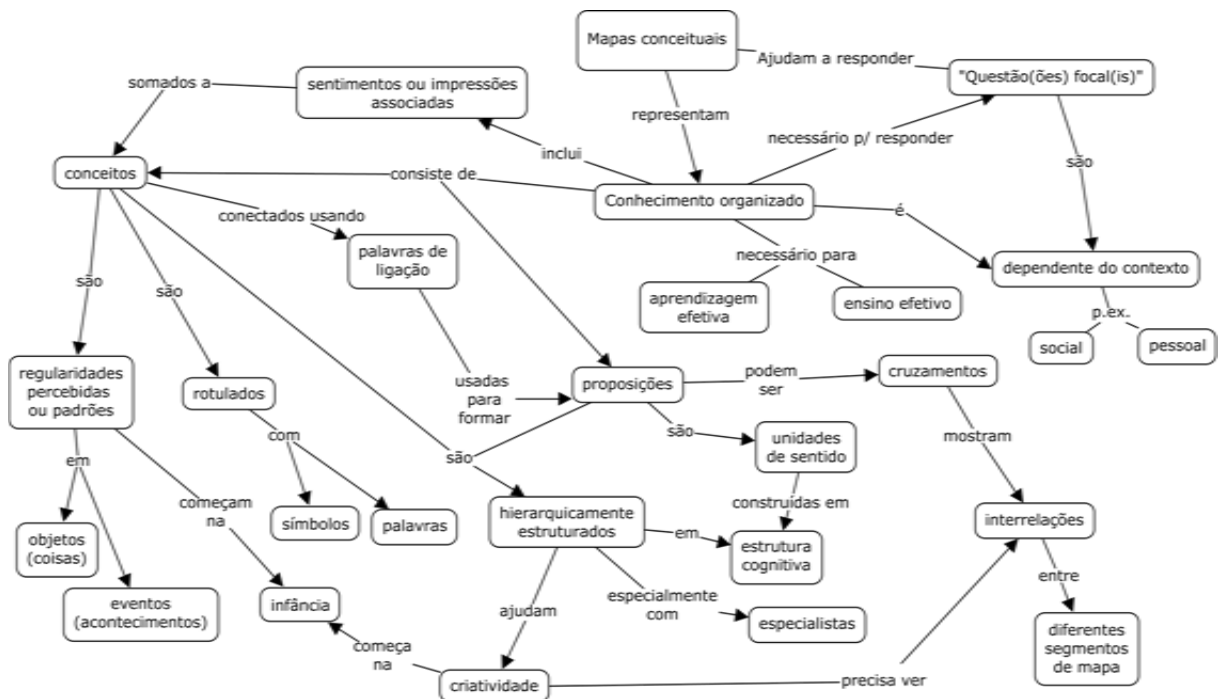 Mapas conceituais
Ajudam a responder
"Questão(ões) focal(is)"
somados a
sentimentos ou impressões
associadas
representam
necessário p/ responder
inclui
são
conceitos
consiste de
Conhecimento organizado
é
conectados usando
palavras de
ligação
necessário para
dependente do contexto
são
são
aprendizagem
efetiva
ensino efetivo
p.ex.
social
pessoal
regularidades
percebidas
ou padrões
rotulados
usadas
para
formar
proposições
podem
ser
cruzamentos
com
são
unidades
de sentido
mostram
em
são
começam
na
símbolos
palavras
hierarquicamente
estruturados
construídas em
em
interrelações
objetos
(coisas)
estrutura
cognitiva
entre
eventos
(acontecimentos)
infância
ajudam
especialmente
com
especialistas
diferentes
segmentos
de mapa
começa
na
criatividade
precisa ver